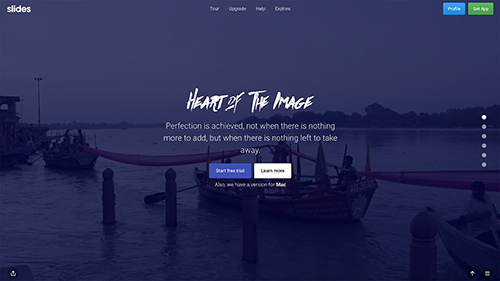 slides
Tour Upgrade Help Explore
Profile Get App
Heart of The Image
Perfection is achieved, not when there is nothing
more to add, but when there is nothing left to take
away.
Start free trial Learn more
Also, we have a version for Mac